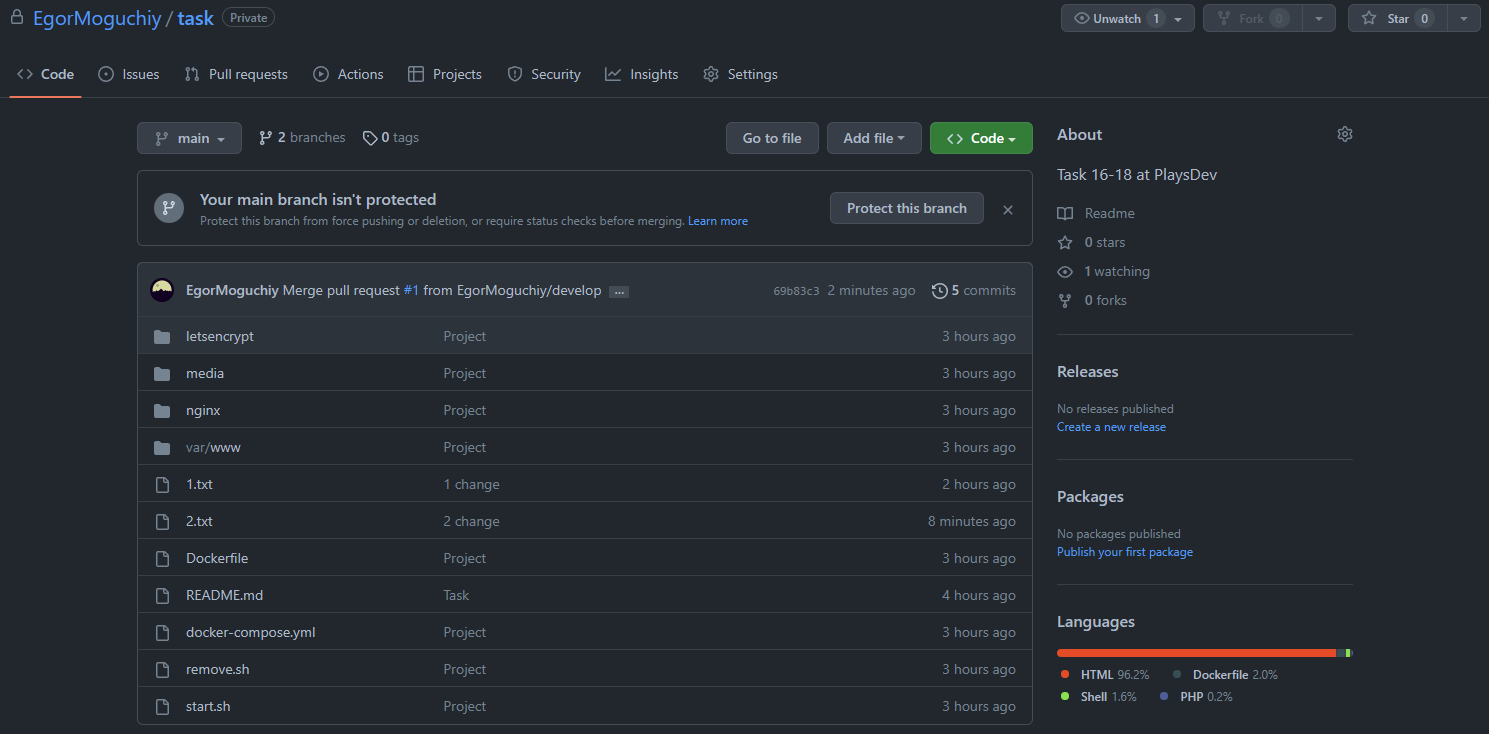 EgorMoguchiy / task Private
Unwatch 1 Fork 0 Star 0
Code Issues Pull requests Actions Projects Security Insights Settings
main 2 branches 0 tags Go to file Add file Code
Your main branch isn't protected
Protect this branch from force pushing or deletion, or require status checks before merging. Learn more
Protect this branch
EgorMoguchiy Merge pull request #1 from EgorMoguchiy/develop ... 69b83c3 2 minutes ago 5 commits
letsencrypt Project 3 hours ago
media Project 3 hours ago
nginx Project 3 hours ago
var/www Project 3 hours ago
1.txt 1 change 2 hours ago
2.txt 2 change 8 minutes ago
Dockerfile Project 3 hours ago
README.md Task 4 hours ago
docker-compose.yml Project 3 hours ago
remove.sh Project 3 hours ago
start.sh Project 3 hours ago
About
Task 16-18 at PlaysDev
Readme
0 stars
1 watching
0 forks
Releases
No releases published
Create a new release
Packages
No packages published
Publish your first package
Languages
HTML 96.2% Dockerfile 2.0%
Shell 1.6% PHP 0.2%